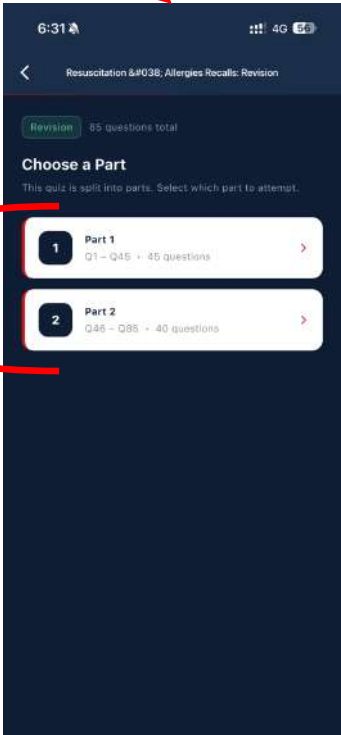 6:31 4G 56
Resuscitation &#038; Allergies Recalls: Revision
Revision 85 questions total
Choose a Part
This quiz is split into parts. Select which part to attempt.
1 Part 1
Q1 – Q45 • 45 questions
2 Part 2
Q46 – Q85 • 40 questions